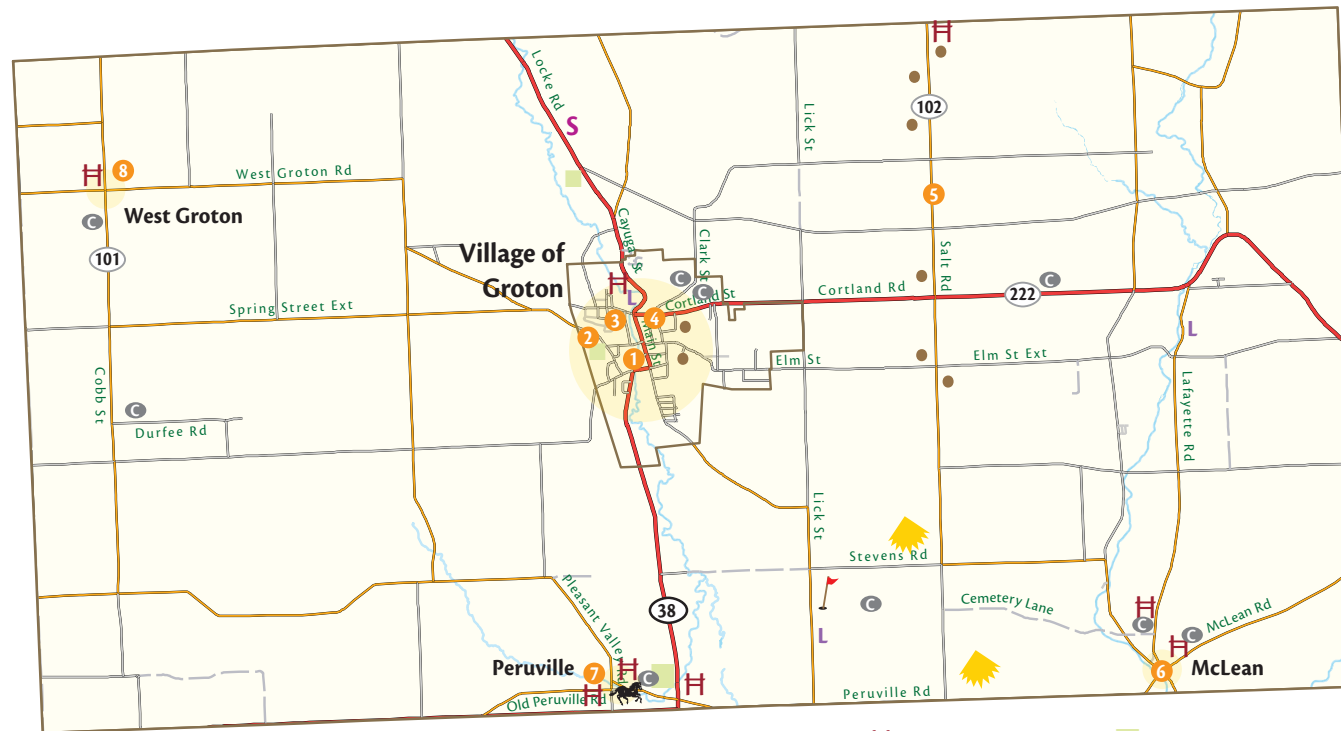 Locke Rd
S
Lick St
102
8
West Groton Rd
C
West Groton
101
5
Salt Rd
Village of
Groton
Cayuga St
Clark St
C
C
L
Cortland St
Cortland Rd
222
C
Spring Street Ext
3
4
2
1
Main St
Elm St
Elm St Ext
L
Lafayette Rd
Cobb St
C
Durfee Rd
Lick St
Stevens Rd
Pleasant Valley Rd
38
C
L
Cemetery Lane
C
C
McLean Rd
Peruville
7
C
Old Peruville Rd
Peruville Rd
6
McLean